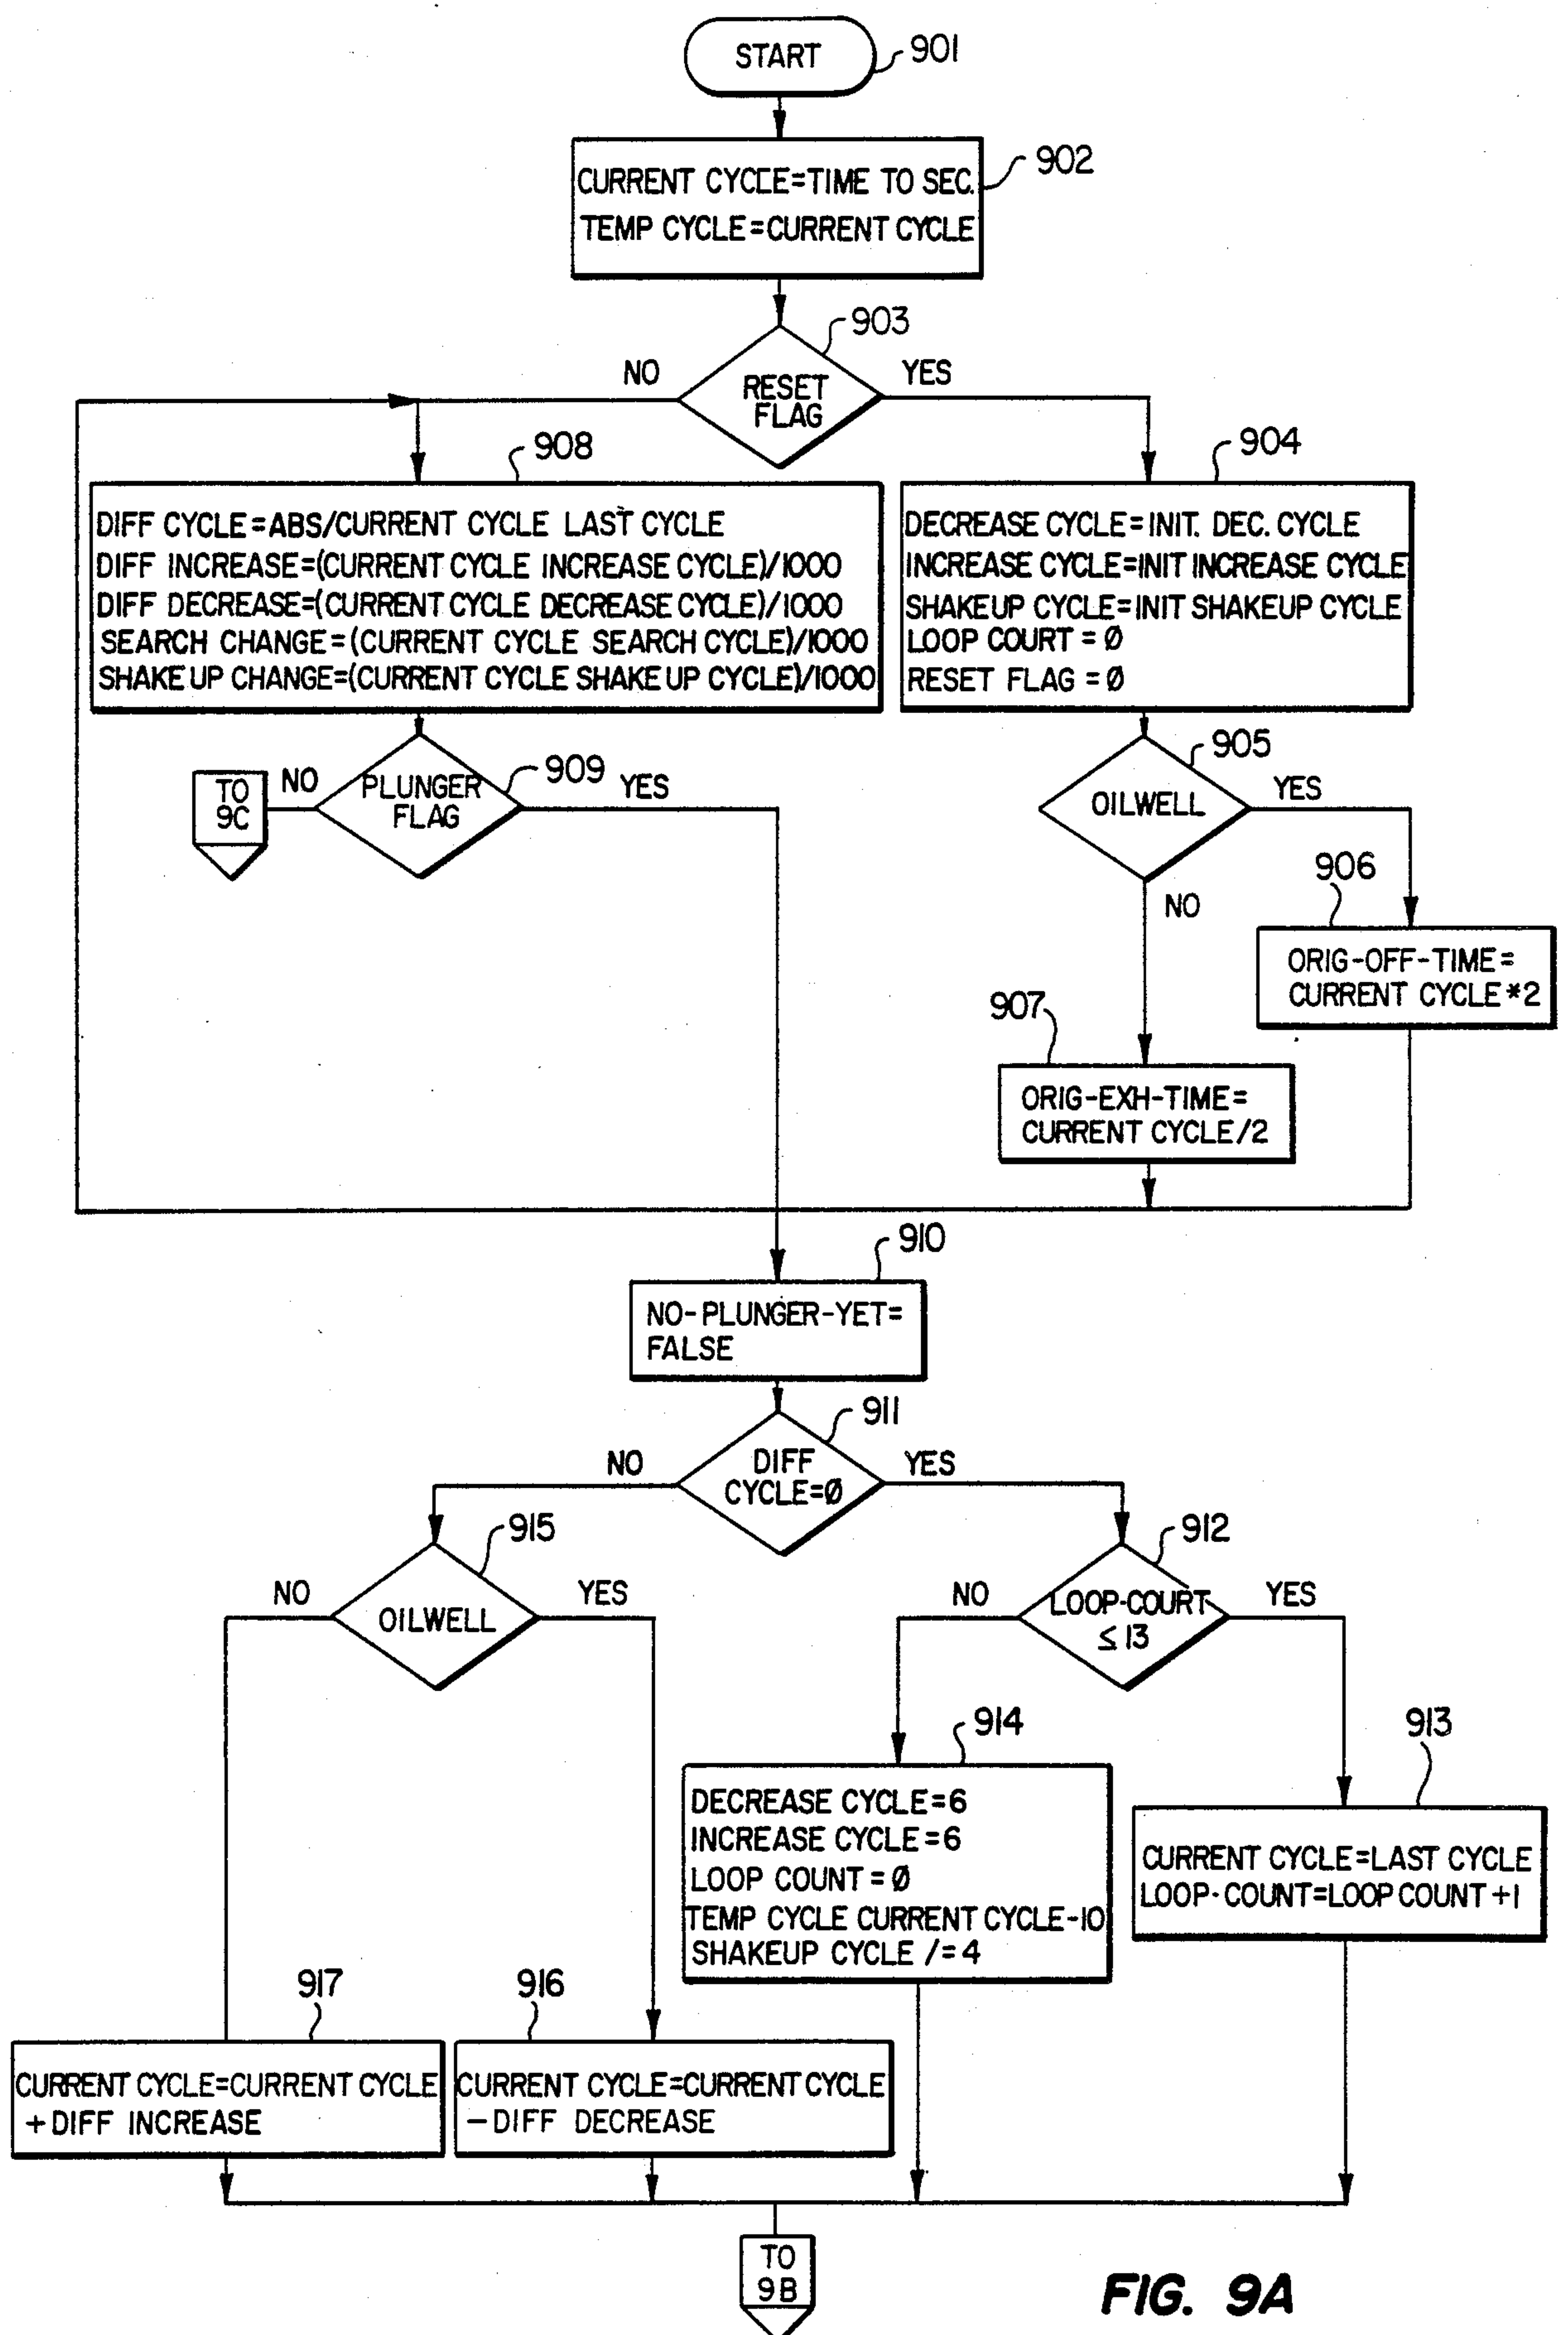 START
901
CURRENT CYCLE=TIME TO SEC.
TEMP CYCLE=CURRENT CYCLE
902
903
RESET
FLAG
NO
YES
908
DIFF CYCLE=ABS/CURRENT CYCLE LAST CYCLE
DIFF INCREASE=(CURRENT CYCLE INCREASE CYCLE)/1000
DIFF DECREASE=(CURRENT CYCLE DECREASE CYCLE)/1000
SEARCH CHANGE=(CURRENT CYCLE SEARCH CYCLE)/1000
SHAKE UP CHANGE=(CURRENT CYCLE SHAKE UP CYCLE)/1000
904
DECREASE CYCLE=INIT. DEC. CYCLE
INCREASE CYCLE=INIT INCREASE CYCLE
SHAKEUP CYCLE=INIT SHAKEUP CYCLE
LOOP COURT = Ø
RESET FLAG = Ø
TO
9C
NO
PLUNGER
FLAG
909
YES
905
OILWELL
YES
NO
906
ORIG-OFF-TIME=
CURRENT CYCLE*2
907
ORIG-EXH-TIME=
CURRENT CYCLE/2
910
NO-PLUNGER-YET=
FALSE
911
DIFF
CYCLE=Ø
NO
YES
915
OILWELL
NO
YES
912
LOOP-COURT
≤ 13
NO
YES
914
DECREASE CYCLE=6
INCREASE CYCLE=6
LOOP COUNT=Ø
TEMP CYCLE CURRENT CYCLE-10
SHAKEUP CYCLE /=4
913
CURRENT CYCLE=LAST CYCLE
LOOP-COUNT=LOOP COUNT+1
917
CURRENT CYCLE=CURRENT CYCLE
+DIFF INCREASE
916
CURRENT CYCLE=CURRENT CYCLE
-DIFF DECREASE
TO
9B
FIG. 9A